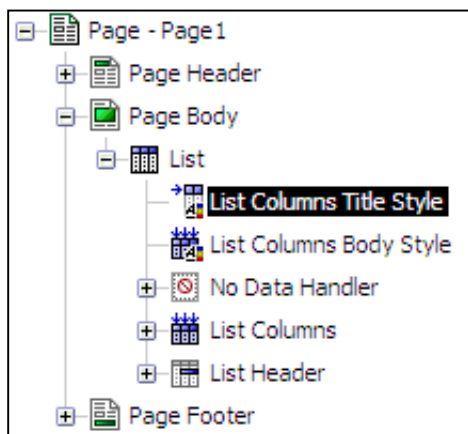 Page - Page1
Page Header
Page Body
List
List Columns Title Style
List Columns Body Style
No Data Handler
List Columns
List Header
Page Footer